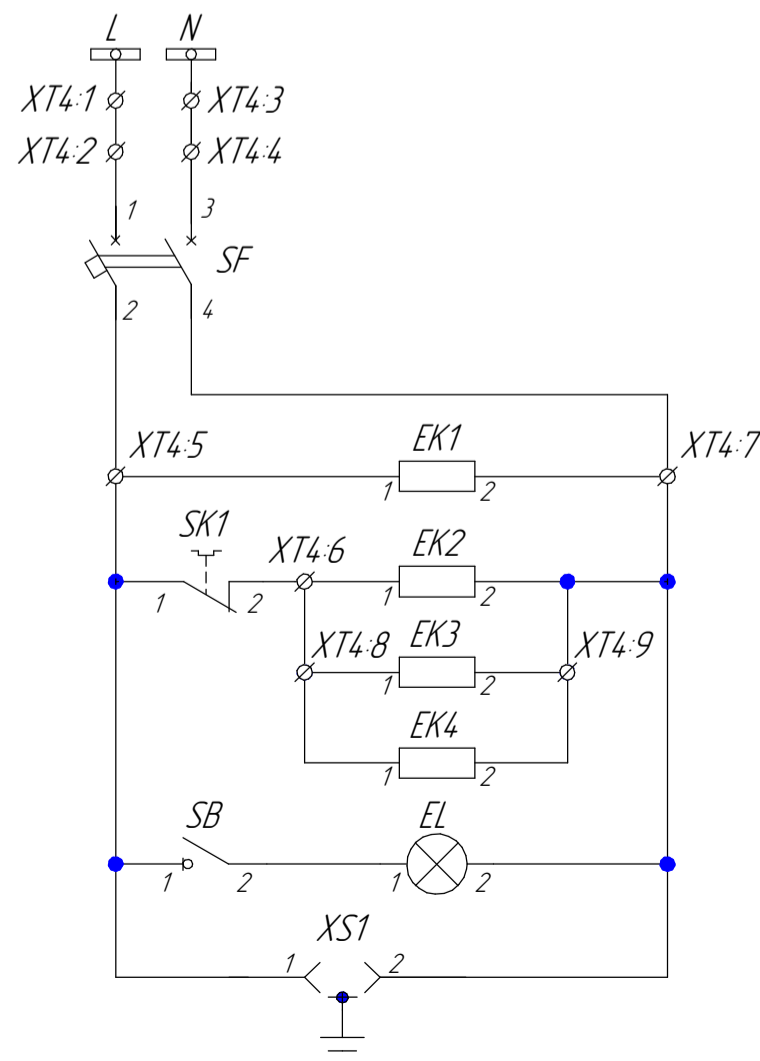 L N
XT4:1 XT4:3
XT4:2 XT4:4
1 3
SF
2 4
XT4:5 EK1 XT4:7
1 2
SK1 XT4:6 EK2
1 2 1 2
XT4:8 EK3 XT4:9
1 2
EK4
1 2
SB EL
1 2 1 2
XS1
1 2